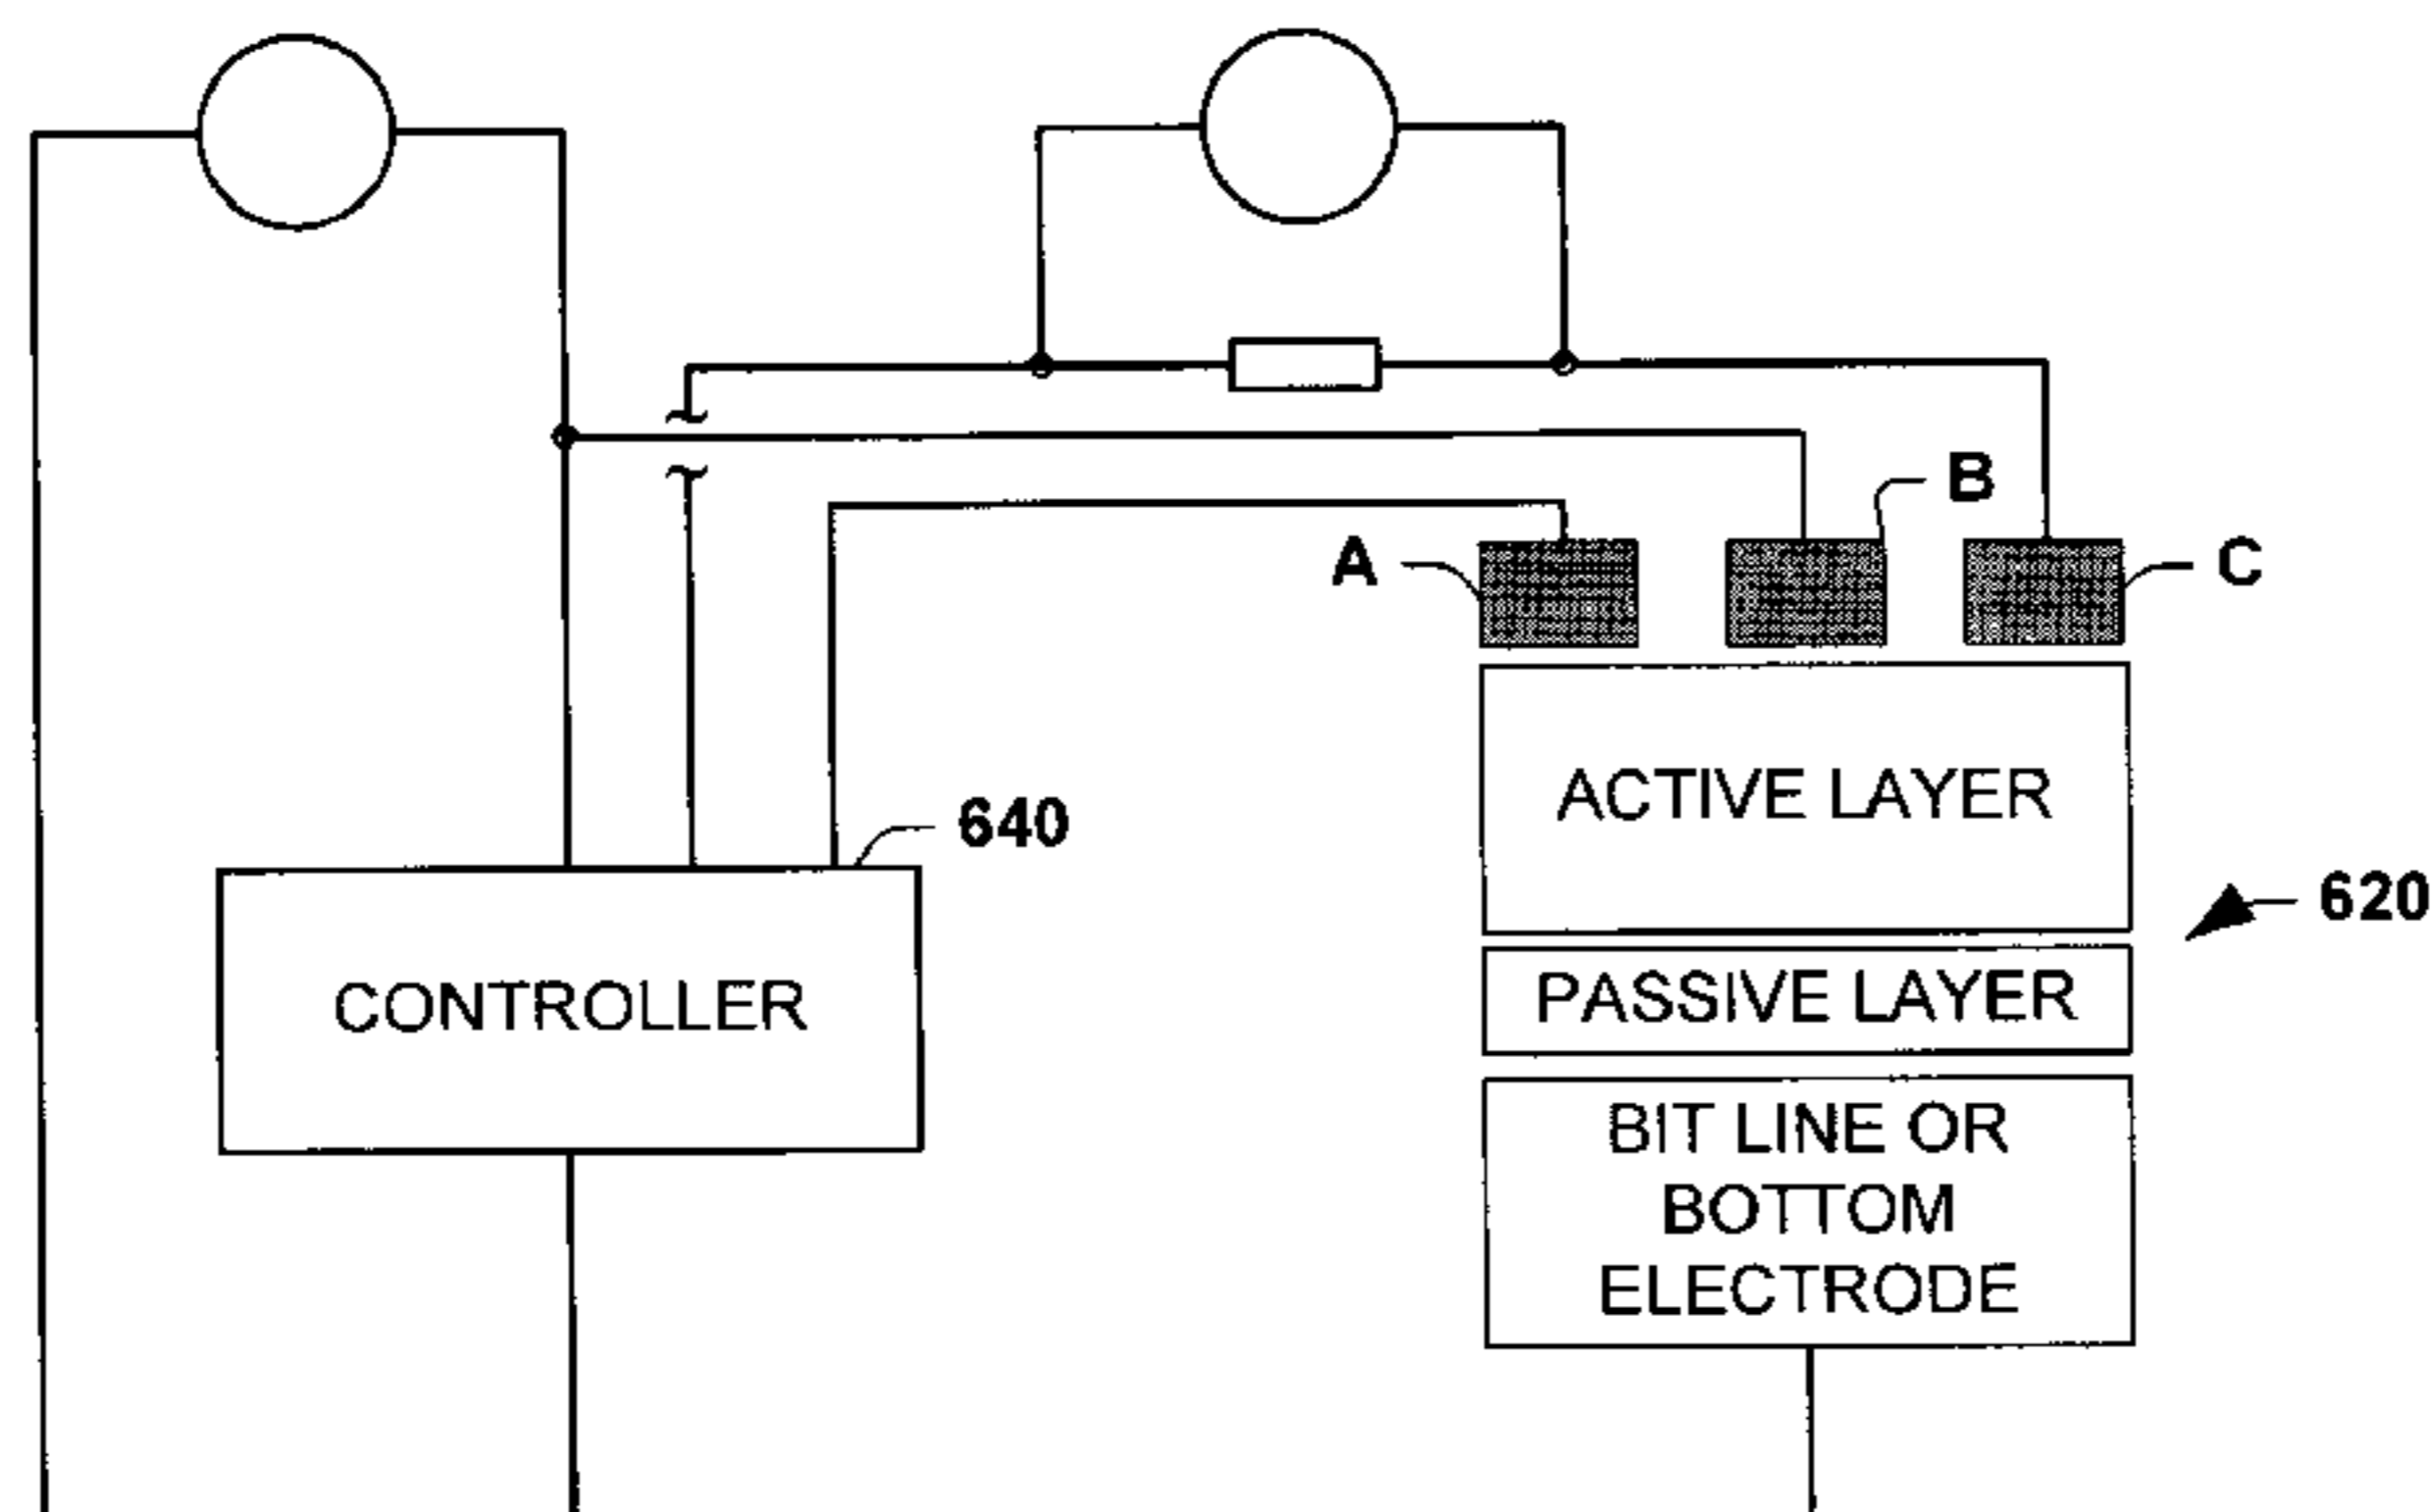 B
A
C
ACTIVE LAYER
640
620
CONTROLLER
PASSIVE LAYER
BIT LINE OR
BOTTOM
ELECTRODE